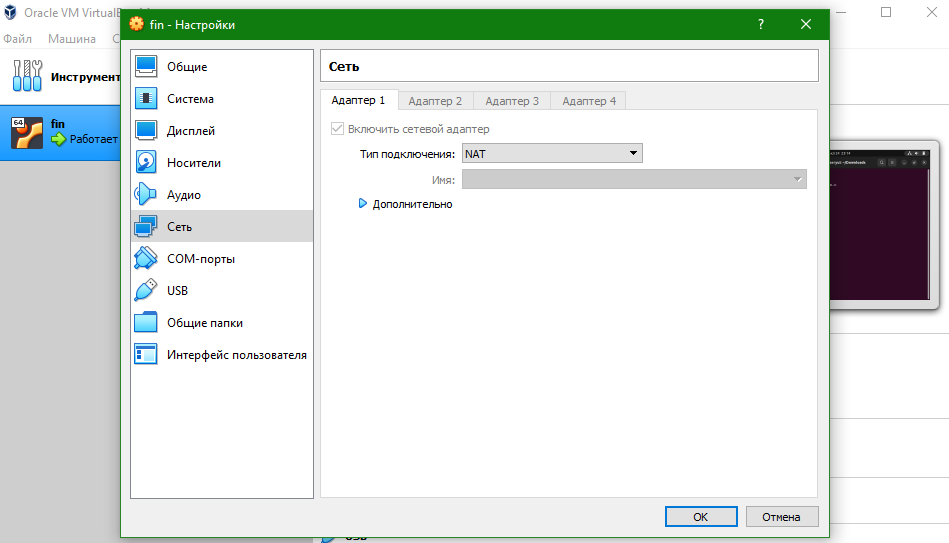 Oracle VM VirtualB
fin - Настройки
?
Файл Машина С
Инструмент
64
fin
Работает
Общие
Система
Дисплей
Носители
Аудио
Сеть
COM-порты
USB
Общие папки
Интерфейс пользователя
Сеть
Адаптер 1 Адаптер 2 Адаптер 3 Адаптер 4
Включить сетевой адаптер
Тип подключения: NAT
Имя:
Дополнительно
OK Отмена
USB